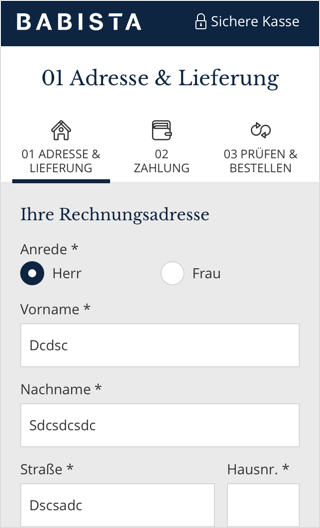 BABISTA
Sichere Kasse
01 Adresse & Lieferung
01 ADRESSE &
LIEFERUNG
02
ZAHLUNG
03 PRÜFEN &
BESTELLEN
Ihre Rechnungsadresse
Anrede *
Herr
Frau
Vorname *
Dcdsc
Nachname *
Sdcsdcsdc
Straße *
Hausnr. *
Dscsadc